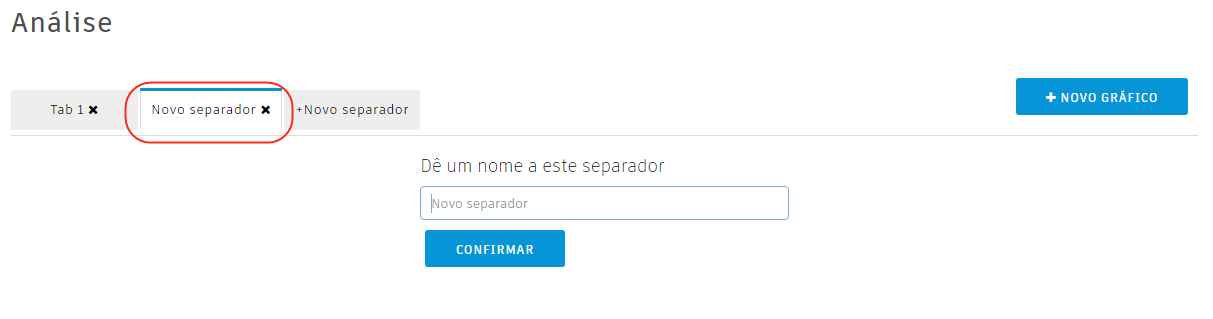 Análise
Tab 1 ✖ Novo separador ✖ +Novo separador
✚ NOVO GRÁFICO
Dê um nome a este separador
Novo separador
CONFIRMAR